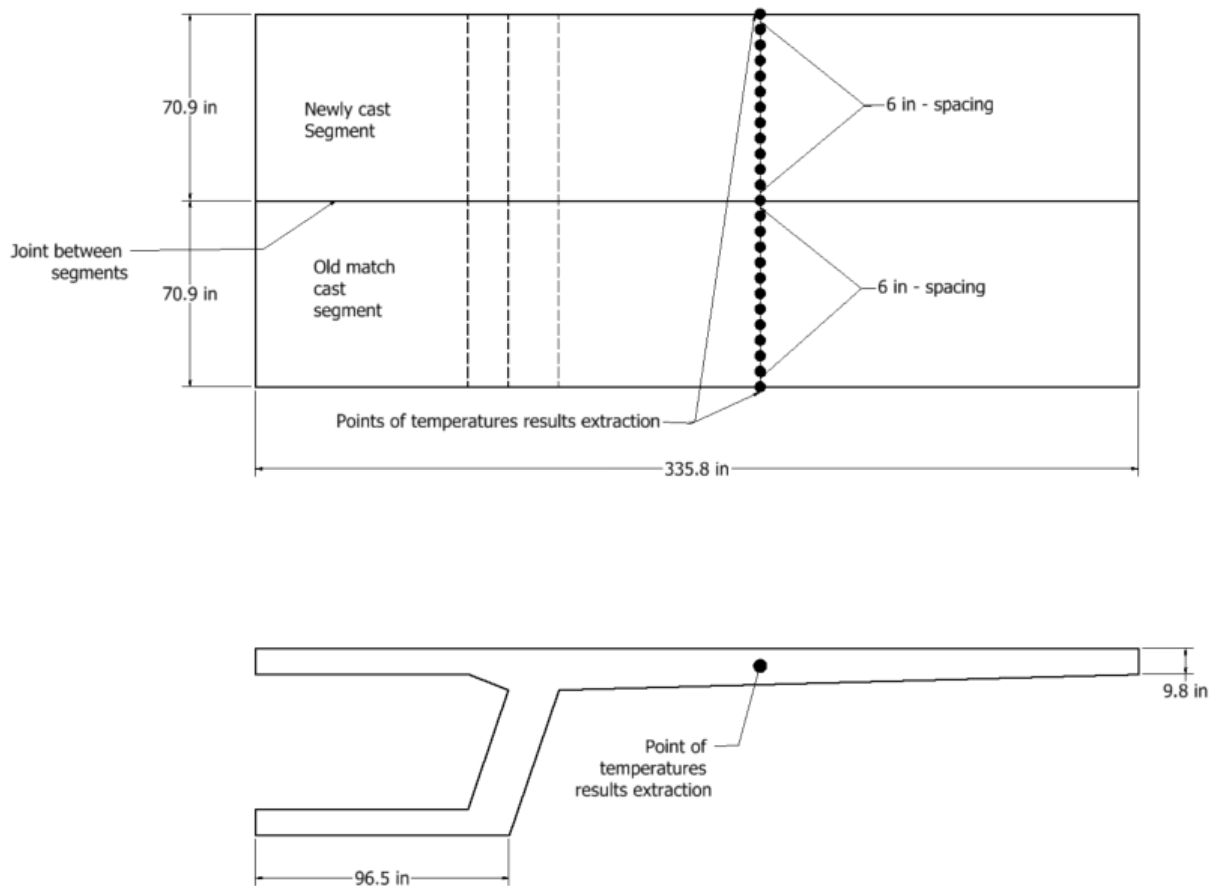 70.9 in
Newly cast
Segment
6 in - spacing
Joint between
segments
70.9 in
Old match
cast
segment
6 in - spacing
Points of temperatures results extraction
335.8 in
9.8 in
Point of
temperatures
results extraction
96.5 in